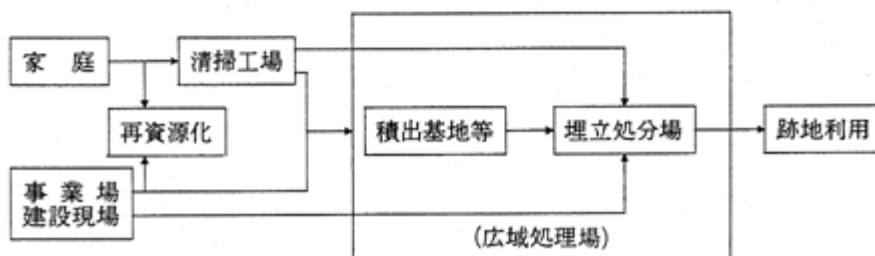 家庭
清掃工場
再資源化
積出基地等
埋立処分場
跡地利用
事業場
建設現場
(広域処理場)